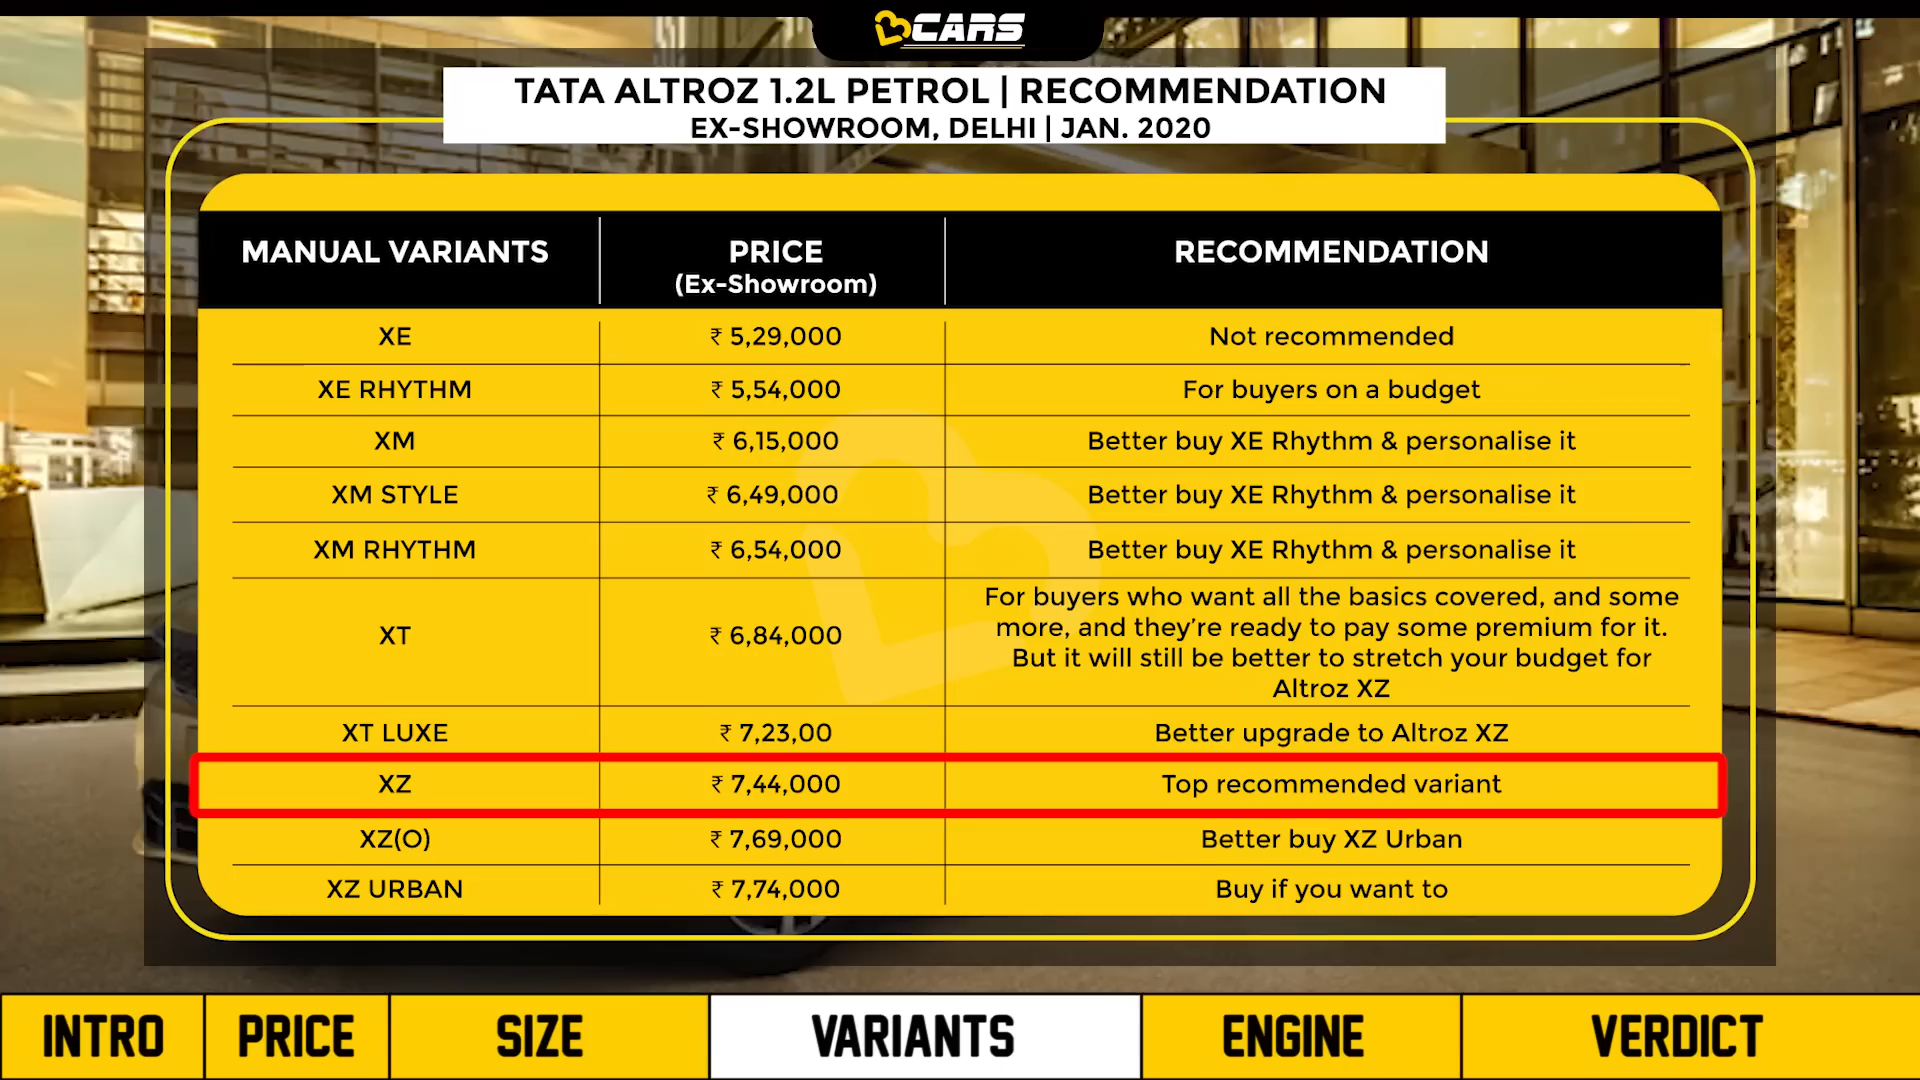 CARS
TATA ALTROZ 1.2L PETROL | RECOMMENDATION
EX-SHOWROOM, DELHI | JAN. 2020
MANUAL VARIANTS PRICE RECOMMENDATION
(Ex-Showroom)
XE ₹ 5,29,000 Not recommended
XE RHYTHM ₹ 5,54,000 For buyers on a budget
XM ₹ 6,15,000 Better buy XE Rhythm & personalise it
XM STYLE ₹ 6,49,000 Better buy XE Rhythm & personalise it
XM RHYTHM ₹ 6,54,000 Better buy XE Rhythm & personalise it
XT ₹ 6,84,000 For buyers who want all the basics covered, and some
more, and they're ready to pay some premium for it.
But it will still be better to stretch your budget for
Altroz XZ
XT LUXE ₹ 7,23,00 Better upgrade to Altroz XZ
XZ ₹ 7,44,000 Top recommended variant
XZ(O) ₹ 7,69,000 Better buy XZ Urban
XZ URBAN ₹ 7,74,000 Buy if you want to
INTRO PRICE SIZE VARIANTS ENGINE VERDICT